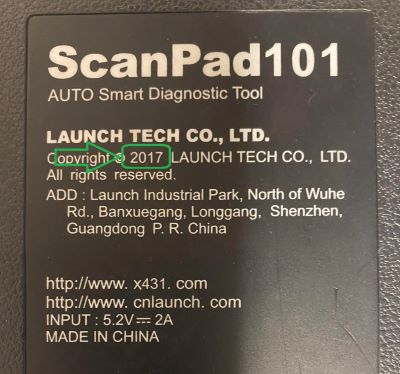 ScanPad101
AUTO Smart Diagnostic Tool
LAUNCH TECH CO., LTD.
Copyright © 2017 LAUNCH TECH CO., LTD.
All rights reserved.
ADD : Launch Industrial Park, North of Wuhe
Rd., Banxuegang, Longgang, Shenzhen,
Guangdong P. R. China
http://www. x431. com
http://www. cnlaunch. com
INPUT : 5.2V⎓2A
MADE IN CHINA